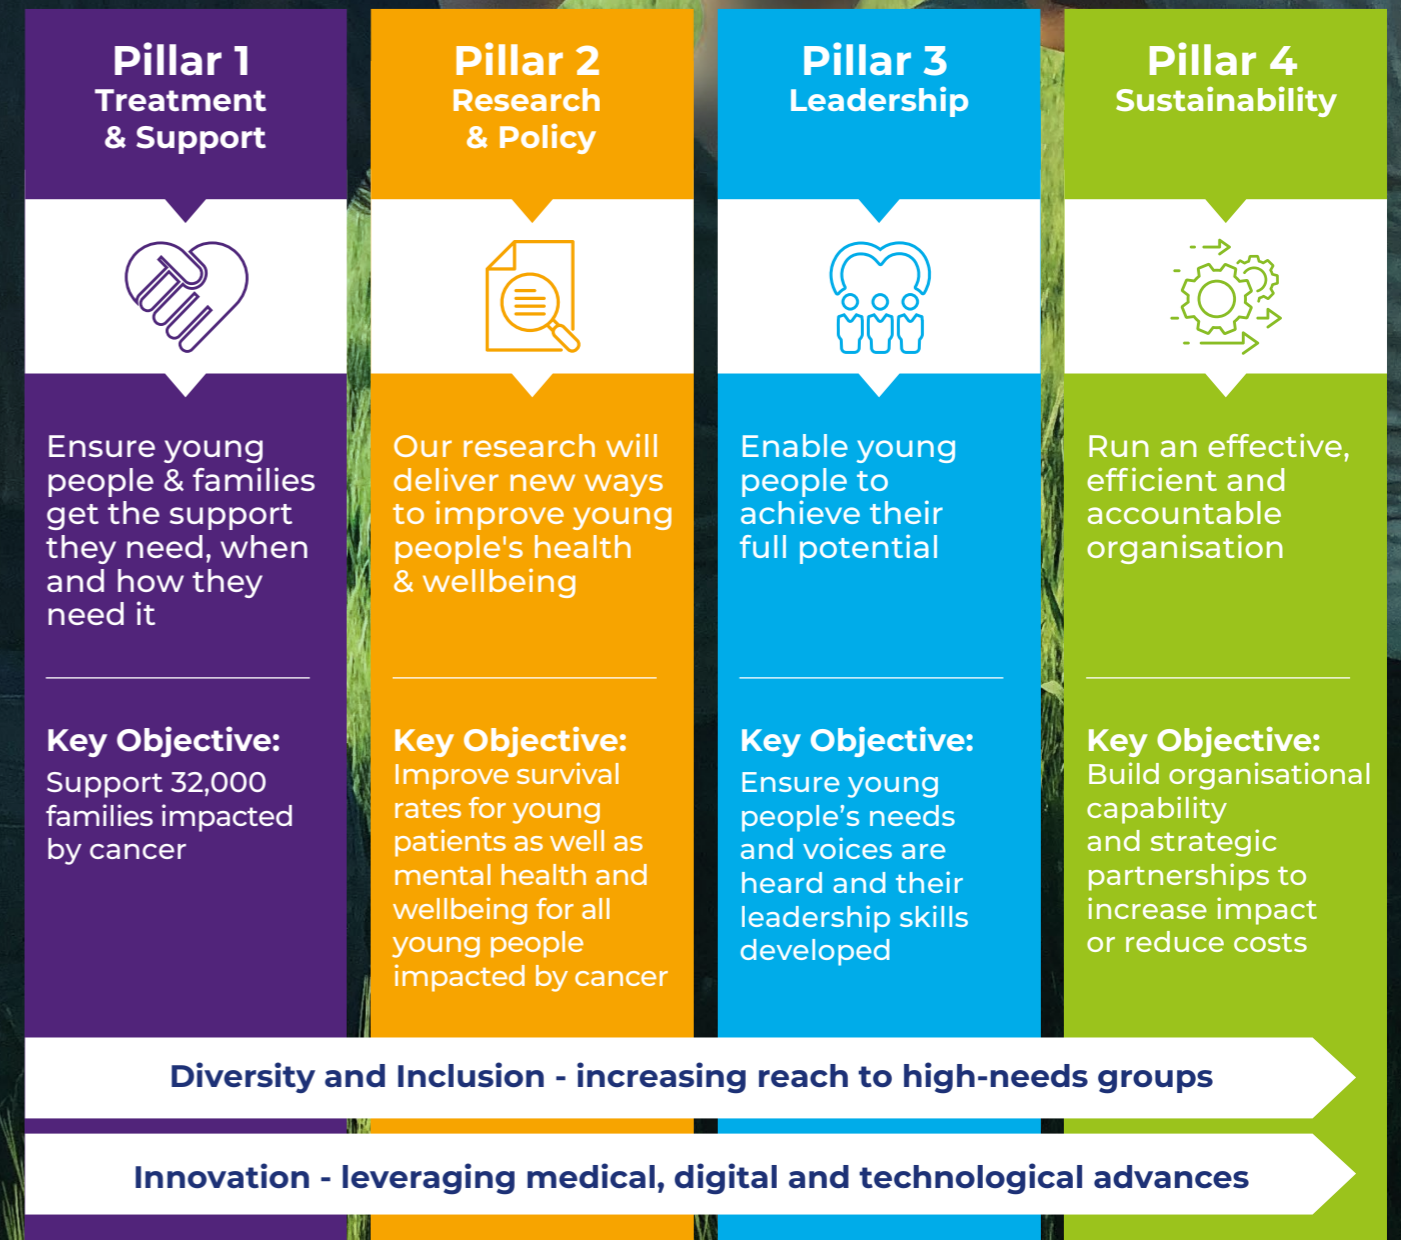 Pillar 1
Treatment
& Support
Ensure young
people & families
get the support
they need, when
and how they
need it
Key Objective:
Support 32,000
families impacted
by cancer
Pillar 2
Research
& Policy
Our research will
deliver new ways
to improve young
people's health
& wellbeing
Key Objective:
Improve survival
rates for young
patients as well as
mental health and
wellbeing for all
young people
impacted by cancer
Pillar 3
Leadership
Enable young
people to
achieve their
full potential
Key Objective:
Ensure young
people’s needs
and voices are
heard and their
leadership skills
developed
Pillar 4
Sustainability
Run an effective,
efficient and
accountable
organisation
Key Objective:
Build organisational
capability
and strategic
partnerships to
increase impact
or reduce costs
Diversity and Inclusion - increasing reach to high-needs groups
Innovation - leveraging medical, digital and technological advances